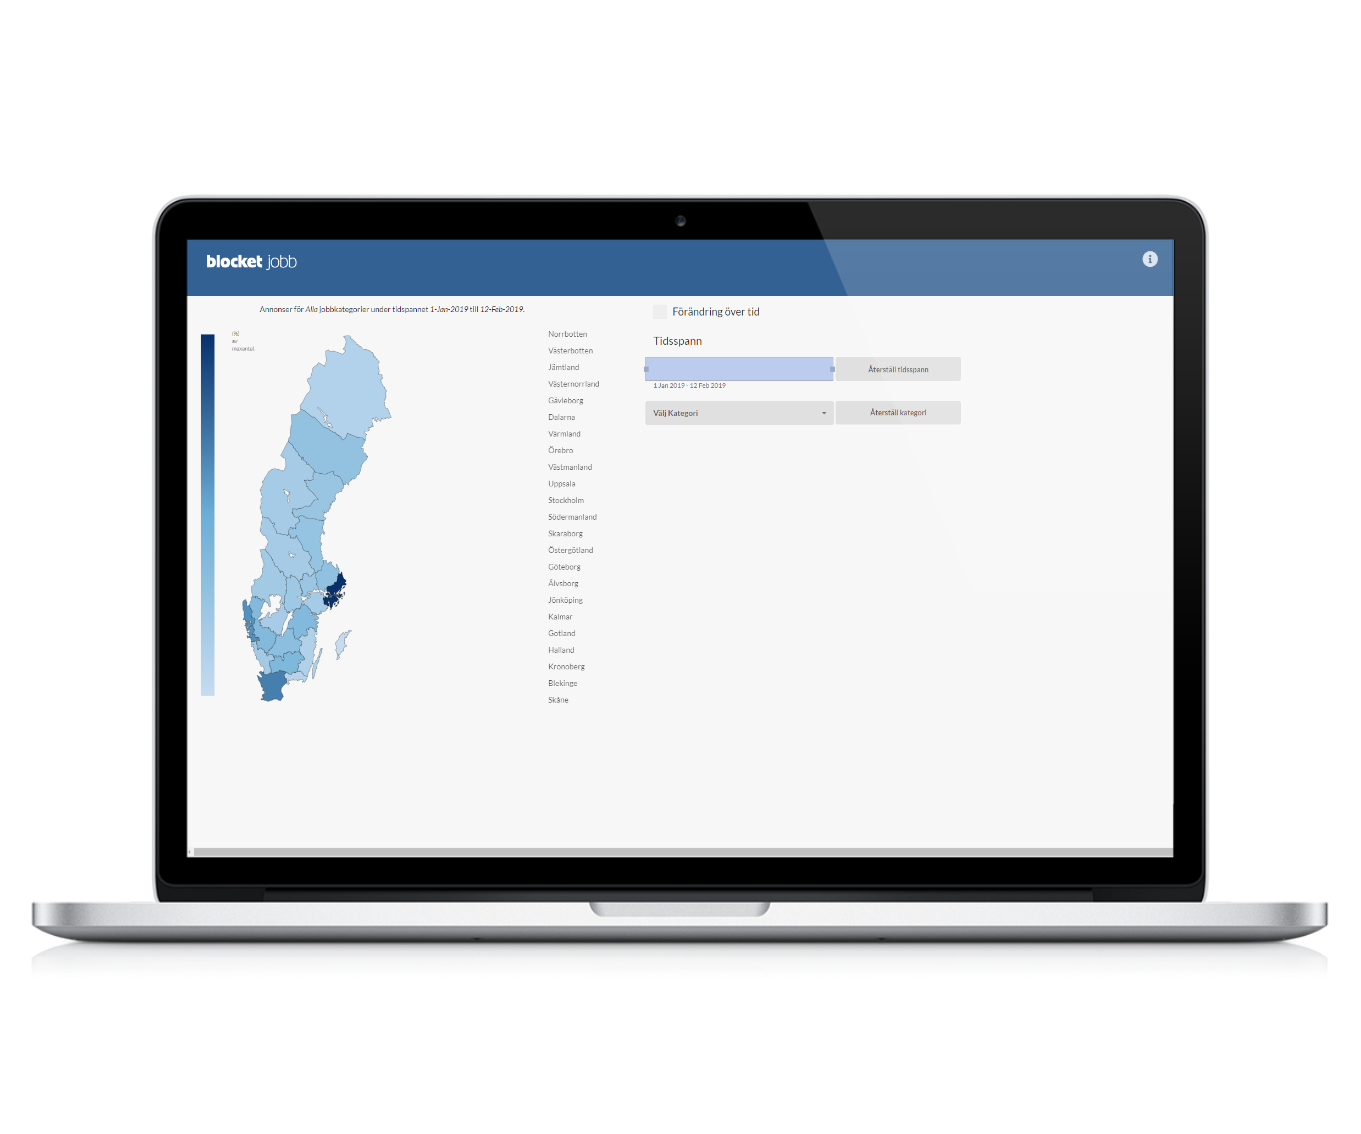 blocket jobb
Annonser för Alla jobbkategorier under tidspannet 1-Jan-2019 till 12-Feb-2019.
Förändring över tid
(%)
av
maxantal
Norrbotten
Västerbotten
Jämtland
Västernorrland
Gävleborg
Dalarna
Värmland
Örebro
Västmanland
Uppsala
Stockholm
Södermanland
Skaraborg
Östergötland
Göteborg
Älvsborg
Jönköping
Kalmar
Gotland
Halland
Kronoberg
Blekinge
Skåne
Tidsspann
Återställ tidsspann
1 Jan 2019 - 12 Feb 2019
Välj Kategori
Återställ kategori